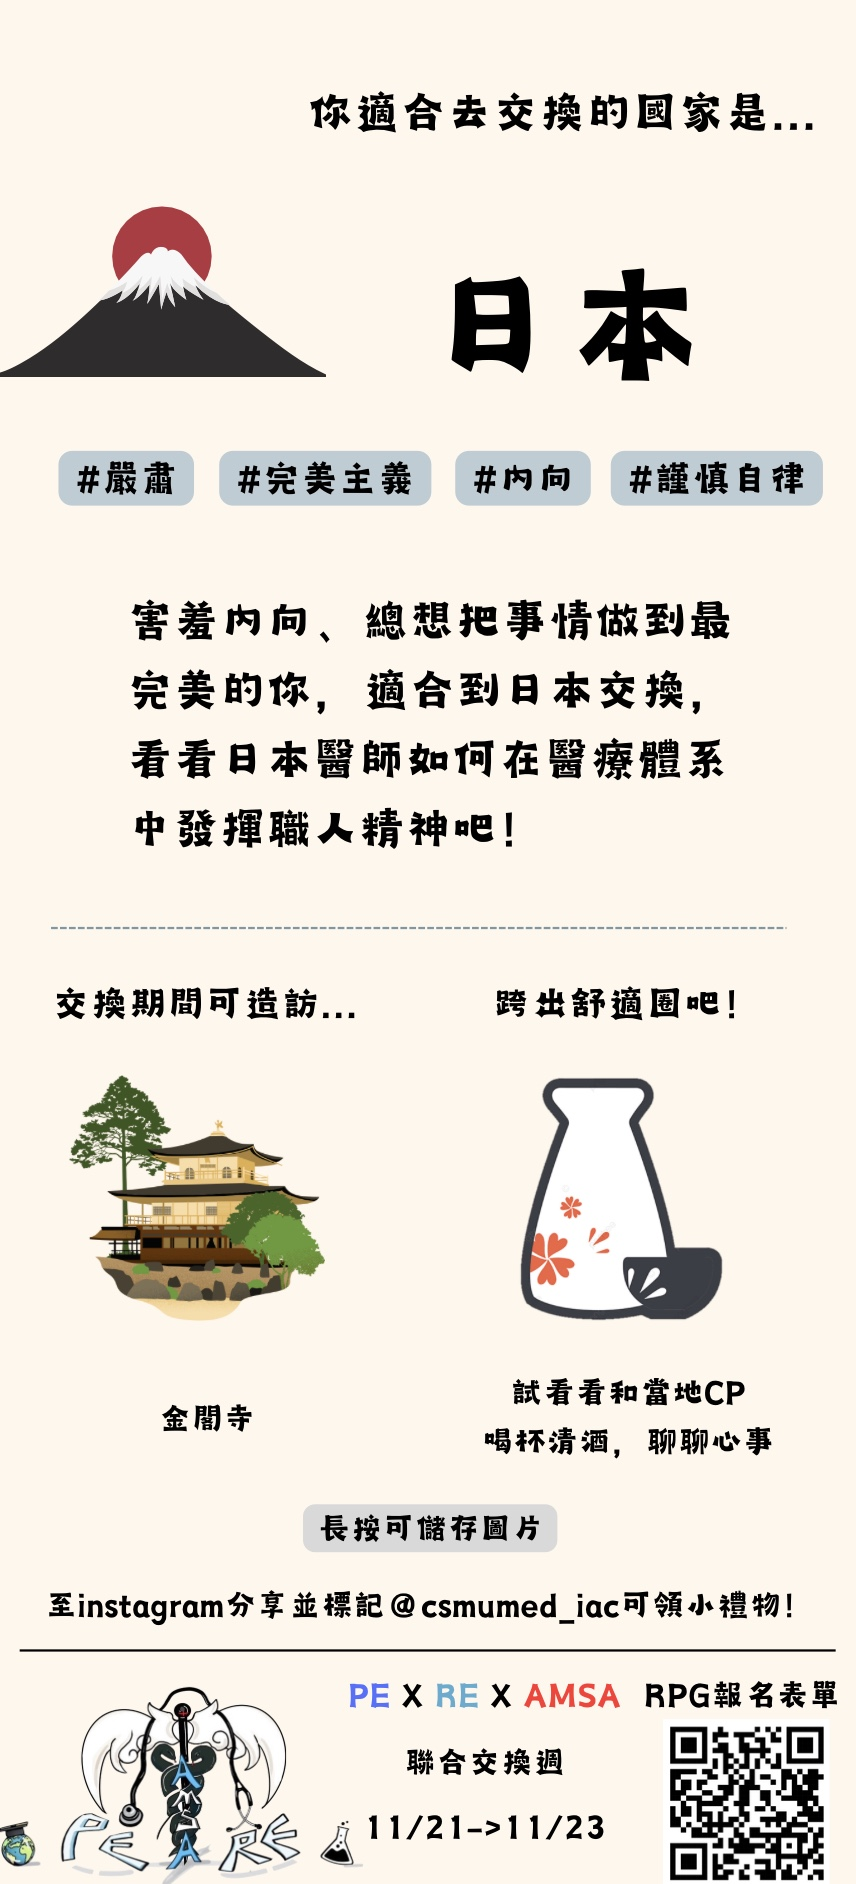 你適合去交換的國家是...
日本
#嚴肅 #完美主義 #內向 #謹慎自律
害羞內向、總想把事情做到最
完美的你，適合到日本交換，
看看日本醫師如何在醫療體系
中發揮職人精神吧！
交換期間可造訪...
跨出舒適圈吧！
金閣寺
試看看和當地CP
喝杯清酒，聊聊心事
長按可儲存圖片
至instagram分享並標記@csmumed_iac可領小禮物！
PE X RE X AMSA
聯合交換週
11/21->11/23
RPG報名表單
AMSA
PE RE